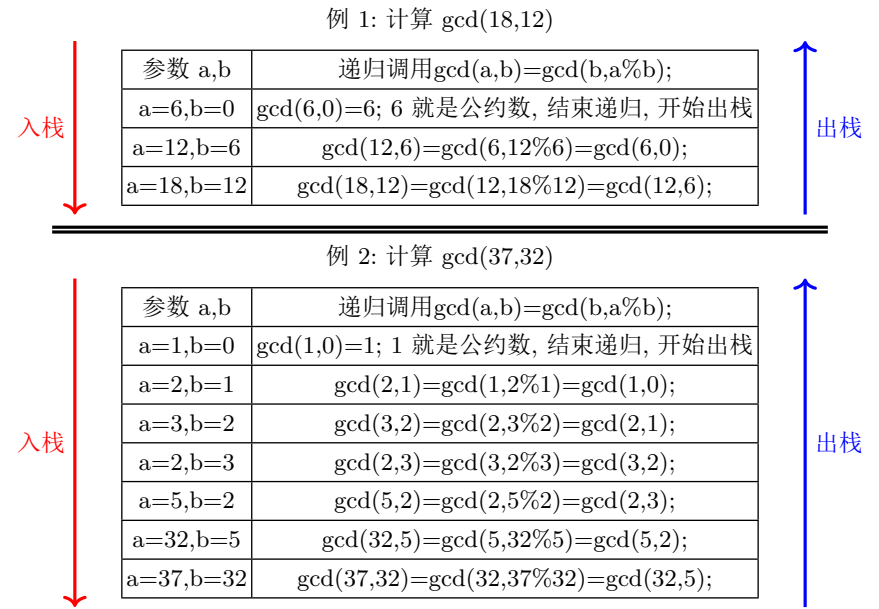 例 1: 计算 gcd(18,12)
参数 a,b 递归调用gcd(a,b)=gcd(b,a%b);
a=6,b=0 gcd(6,0)=6; 6 就是公约数, 结束递归, 开始出栈
入栈
出栈
a=12,b=6 gcd(12,6)=gcd(6,12%6)=gcd(6,0);
a=18,b=12 gcd(18,12)=gcd(12,18%12)=gcd(12,6);
例 2: 计算 gcd(37,32)
参数 a,b 递归调用gcd(a,b)=gcd(b,a%b);
a=1,b=0 gcd(1,0)=1; 1 就是公约数, 结束递归, 开始出栈
a=2,b=1 gcd(2,1)=gcd(1,2%1)=gcd(1,0);
a=3,b=2 gcd(3,2)=gcd(2,3%2)=gcd(2,1);
入栈
出栈
a=2,b=3 gcd(2,3)=gcd(3,2%3)=gcd(3,2);
a=5,b=2 gcd(5,2)=gcd(2,5%2)=gcd(2,3);
a=32,b=5 gcd(32,5)=gcd(5,32%5)=gcd(5,2);
a=37,b=32 gcd(37,32)=gcd(32,37%32)=gcd(32,5);